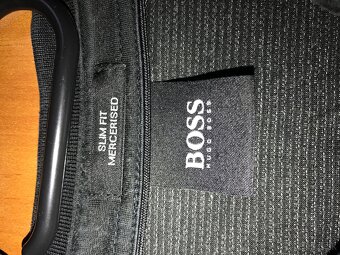 SLIM FIT
MERCERISED
BOSS
HUGO BOSS